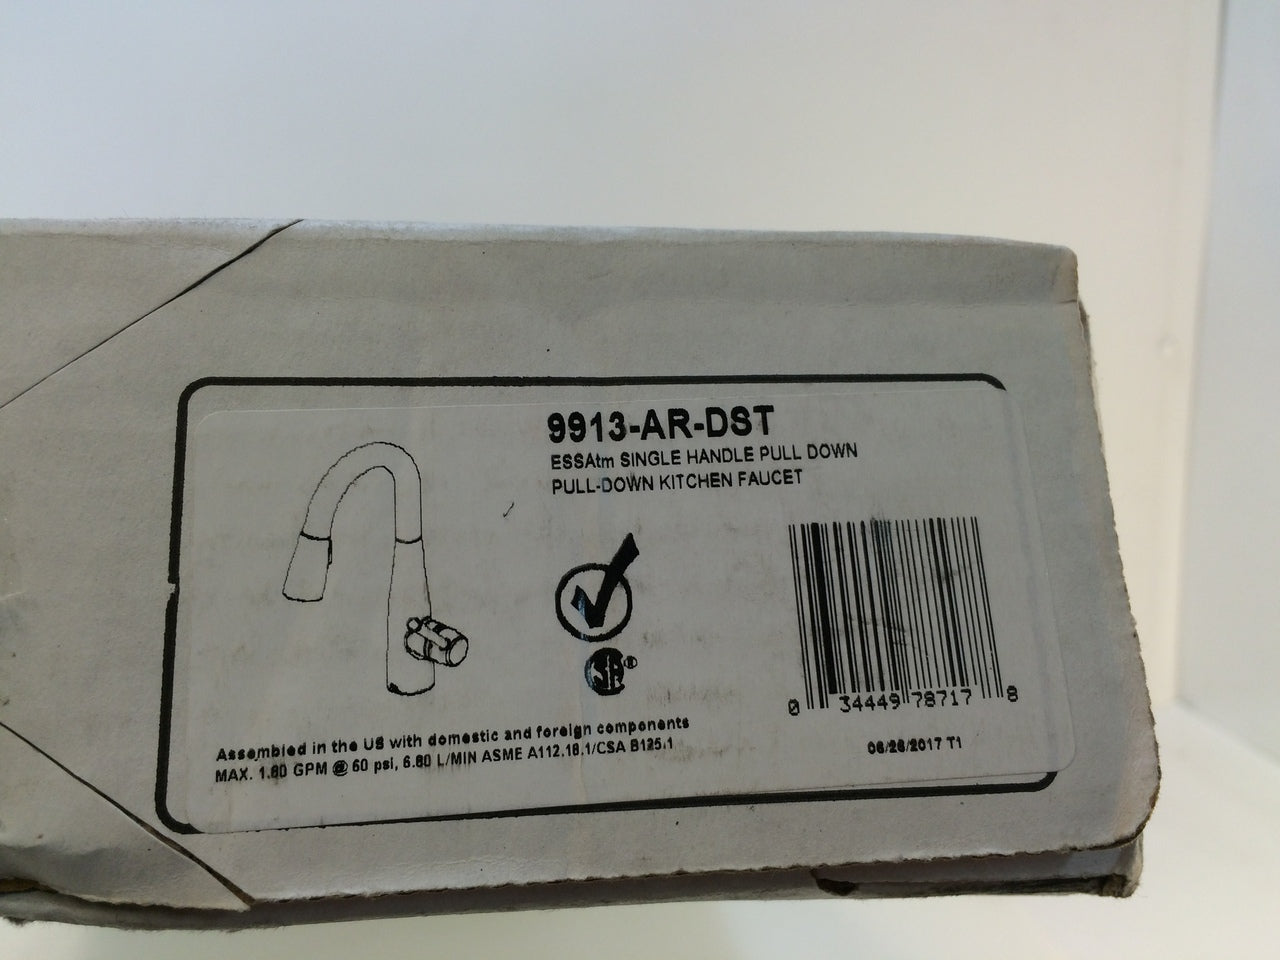 9913-AR-DST
ESSAtm SINGLE HANDLE PULL DOWN
PULL-DOWN KITCHEN FAUCET
SA®
0 34449 78717 8
Assembled in the US with domestic and foreign components
MAX. 1.80 GPM @ 60 psi, 6.80 L/MIN ASME A112.18.1/CSA B125.1
06/26/2017 T1